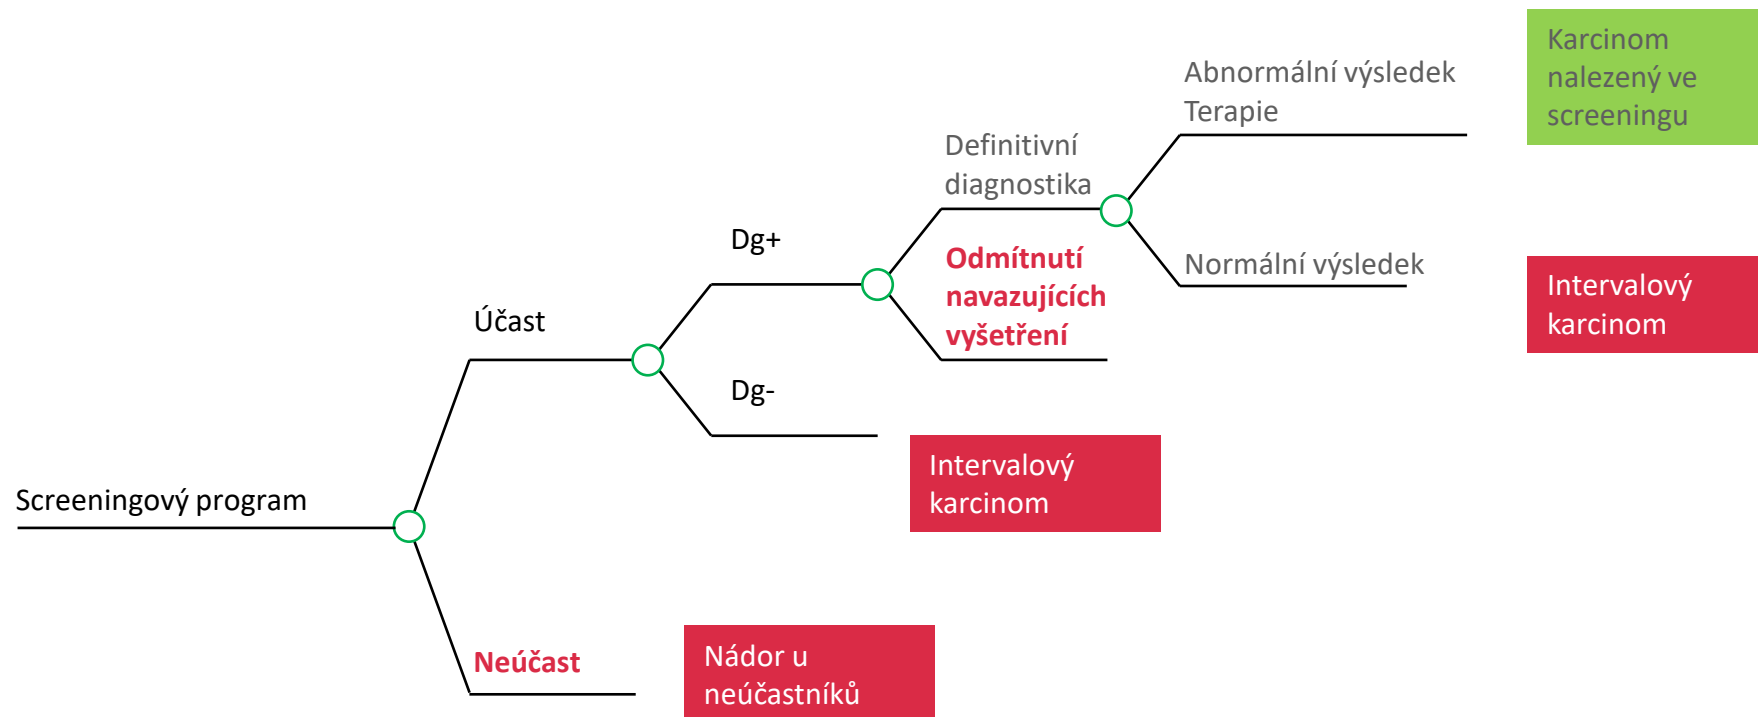 Screeningový program
Účast
Neúčast
Nádor u
neúčastníků
Dg+
Dg-
Intervalový
karcinom
Definitivní
diagnostika
Odmítnutí
navazujících
vyšetření
Abnormální výsledek
Terapie
Normální výsledek
Karcinom
nalezený ve
screeningu
Intervalový
karcinom